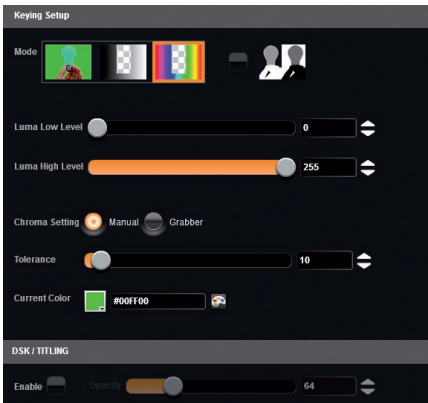 Keying Setup
Mode
Luma Low Level 0
Luma High Level 255
Chroma Setting Manual Grabber
Tolerance 10
Current Color #00FF00
DSK / TITLING
Enable Opacity 64